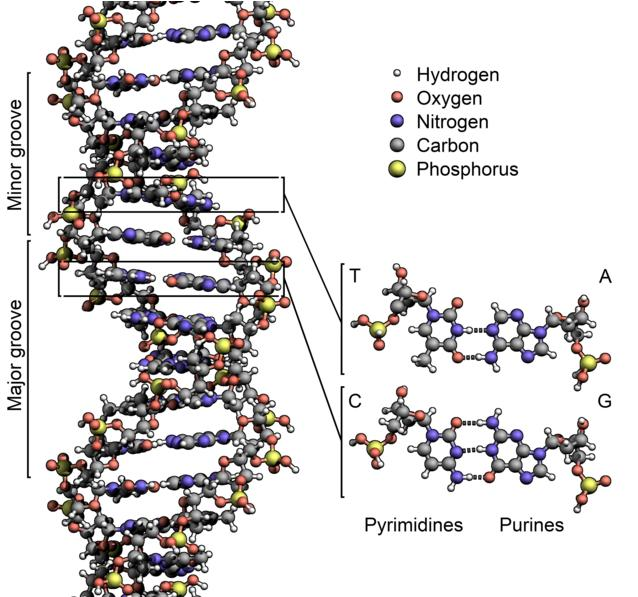 Hydrogen
Oxygen
Nitrogen
Carbon
Phosphorus
Minor groove
Major groove
T A
C G
Pyrimidines Purines